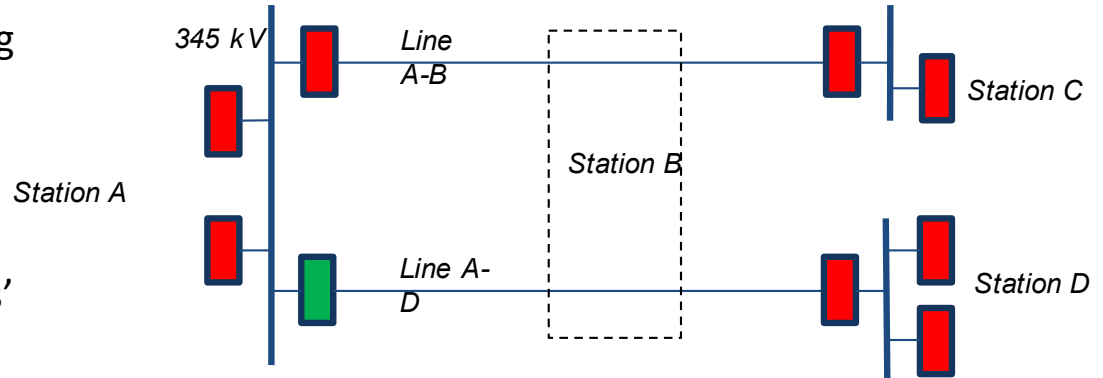 g
345 kV
Line
A-B
Station C
Station B
Station A
Line A-
D
Station D
'